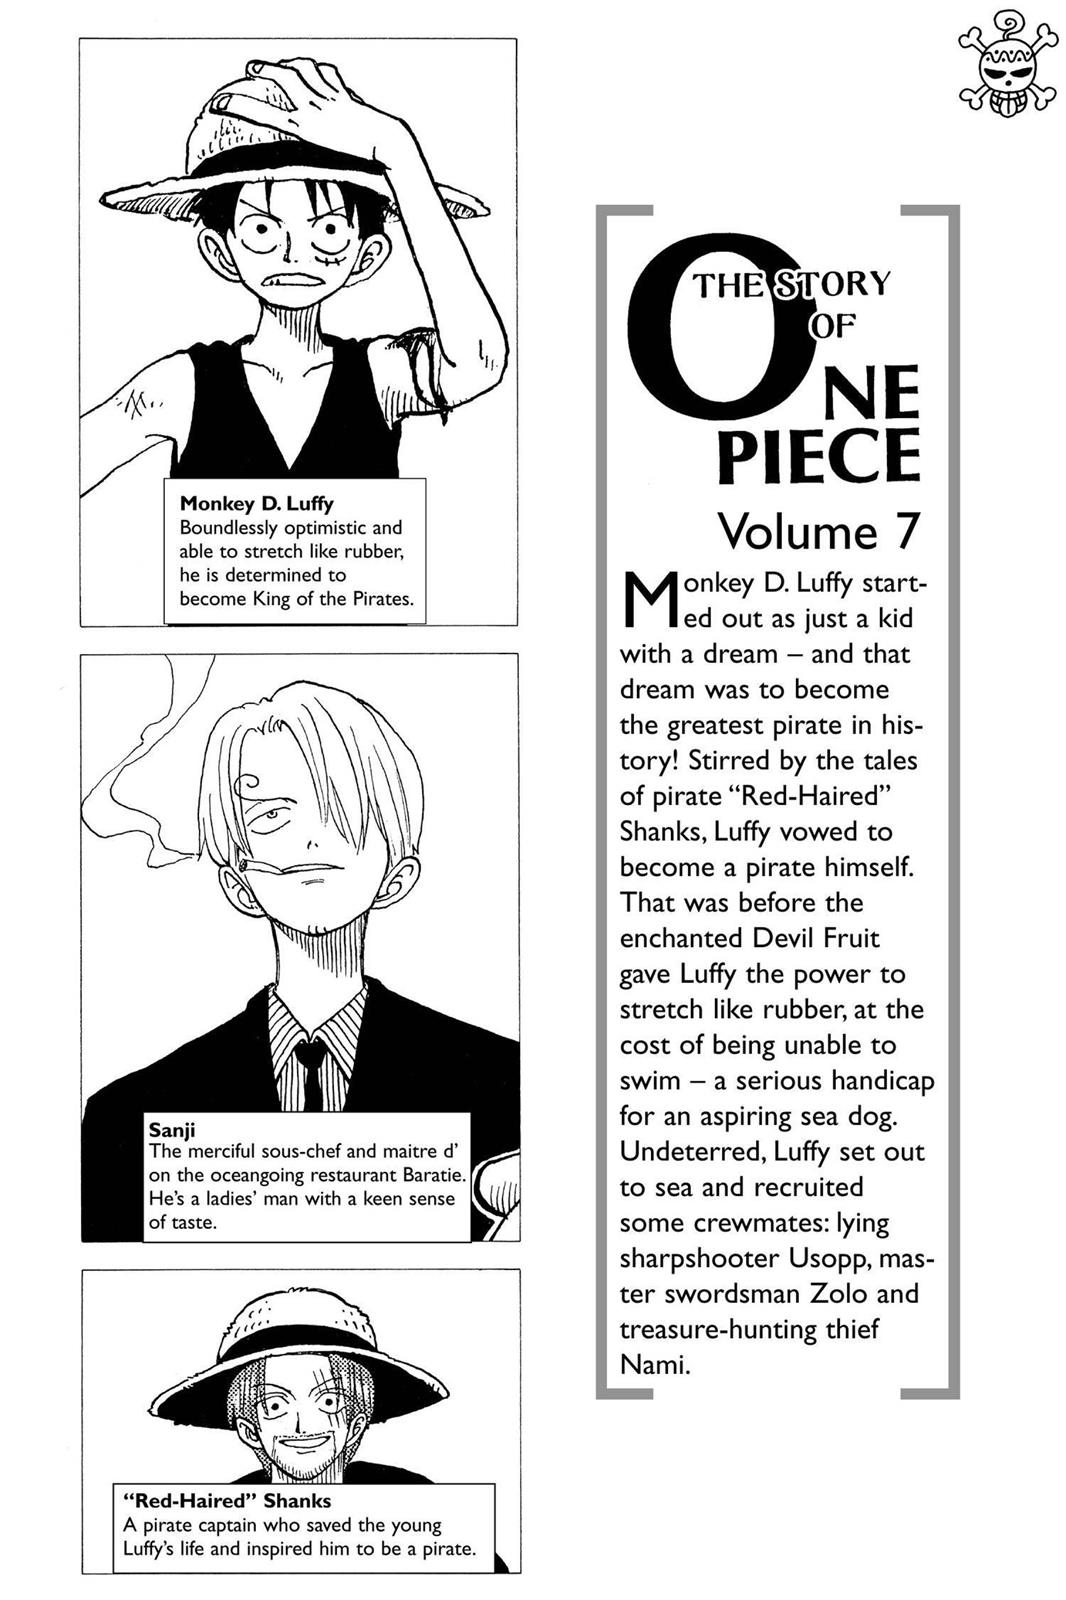 Monkey D. Luffy
Boundlessly optimistic and
able to stretch like rubber,
he is determined to
become King of the Pirates.
Sanji
The merciful sous-chef and maitre d’
on the oceangoing restaurant Baratie.
He’s a ladies’ man with a keen sense
of taste.
“Red-Haired” Shanks
A pirate captain who saved the young
Luffy’s life and inspired him to be a pirate.
THE STORY
OF
ONE
PIECE
Volume 7
Monkey D. Luffy start-
ed out as just a kid
with a dream – and that
dream was to become
the greatest pirate in his-
tory! Stirred by the tales
of pirate “Red-Haired”
Shanks, Luffy vowed to
become a pirate himself.
That was before the
enchanted Devil Fruit
gave Luffy the power to
stretch like rubber, at the
cost of being unable to
swim – a serious handicap
for an aspiring sea dog.
Undeterred, Luffy set out
to sea and recruited
some crewmates: lying
sharpshooter Usopp, mas-
ter swordsman Zolo and
treasure-hunting thief
Nami.